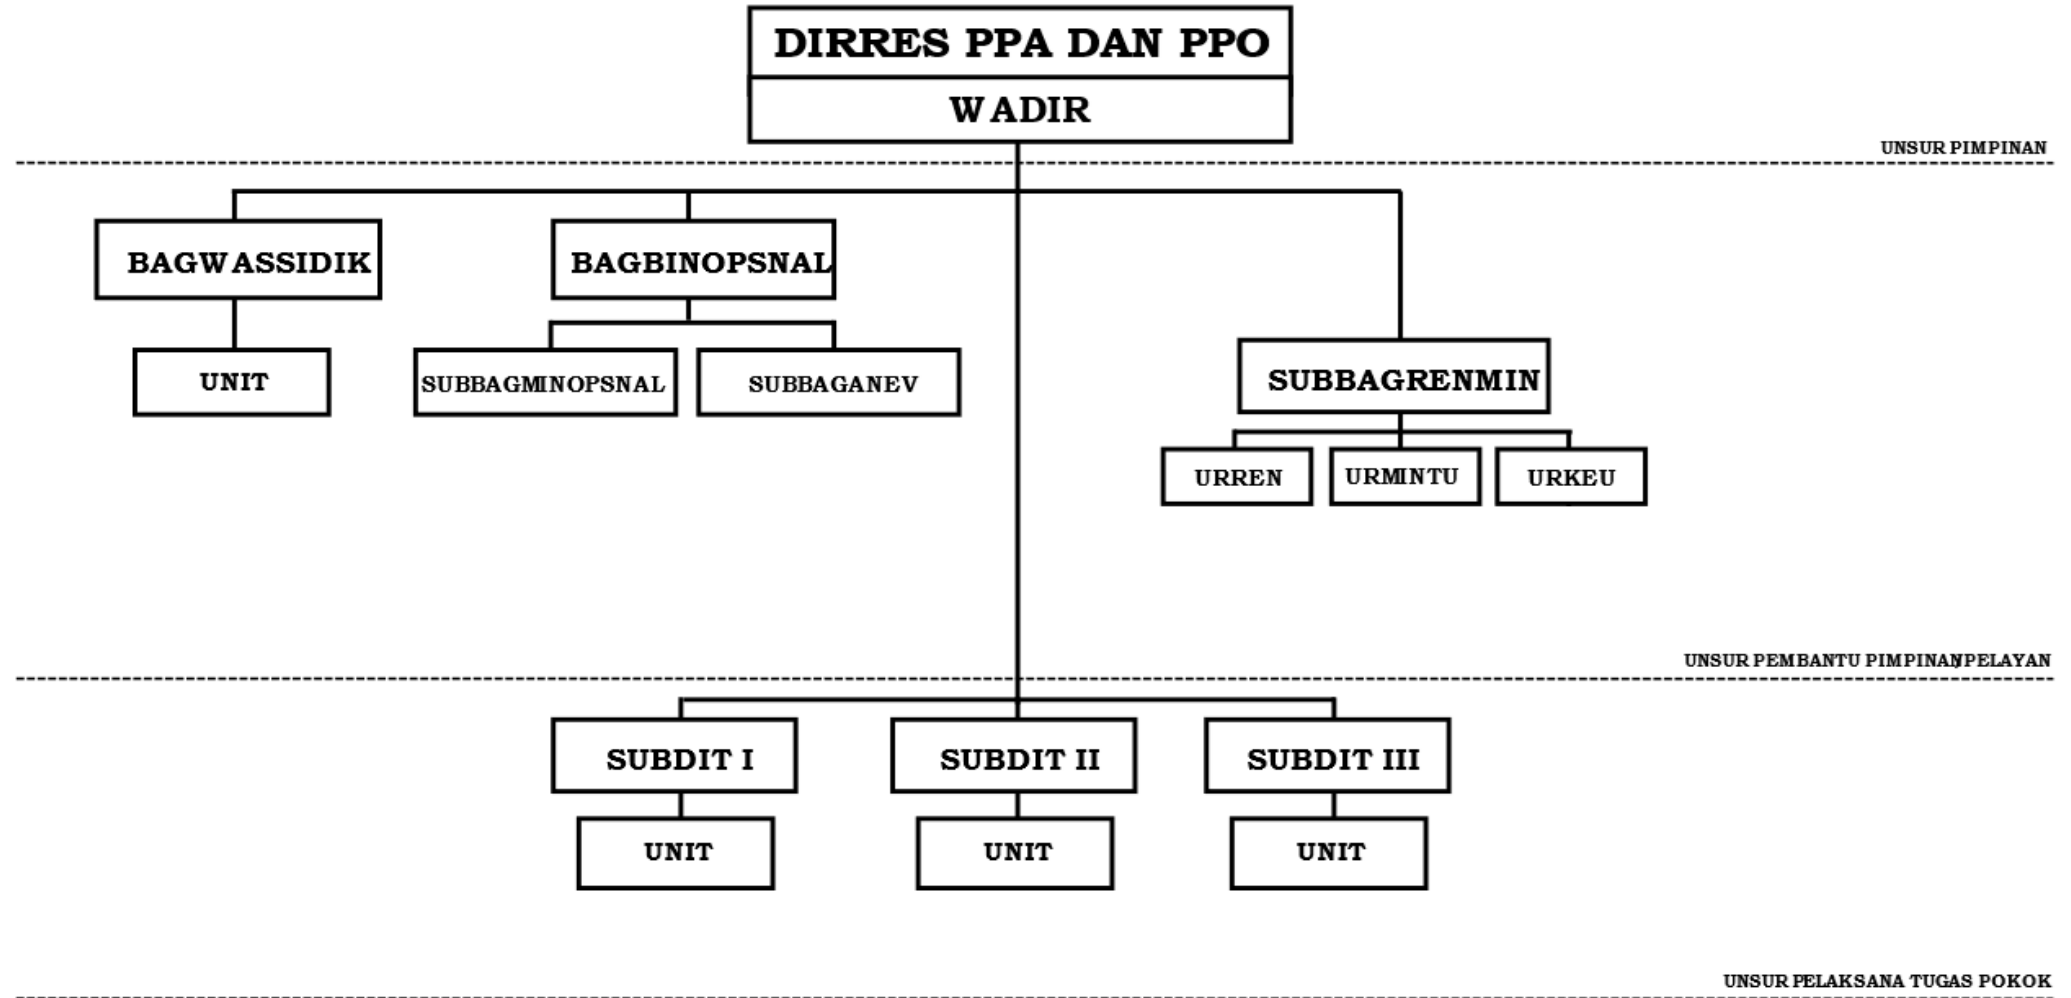 DIRRES PPA DAN PPO
WADIR
UNSUR PIMPINAN
BAGWASSIDIK
BAGBINOPSNAL
UNIT
SUBBAGMINOPSNAL
SUBBAGANEV
SUBBAGRENMIN
URREN
URMINTU
URKEU
UNSUR PEMBANTU PIMPINAN/PELAYAN
SUBDIT I
SUBDIT II
SUBDIT III
UNIT
UNIT
UNIT
UNSUR PELAKSANA TUGAS POKOK